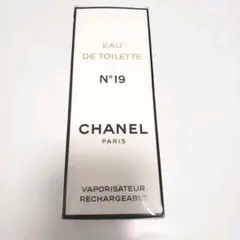 EAU
DE TOILETTE
N°19
CHANEL
PARIS
VAPORISATEUR
RECHARGEABLE